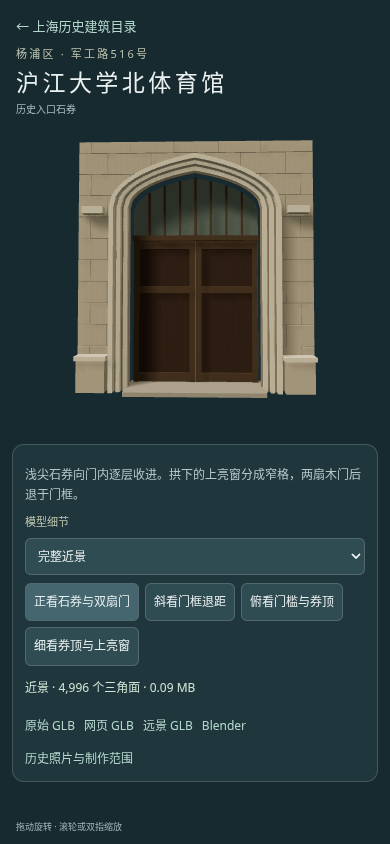 ← 上海历史建筑目录
杨浦区 · 军工路516号
沪江大学北体育馆
历史入口石券
浅尖石券向门内逐层收进。拱下的上亮窗分成窄格，两扇木门后
退于门框。
模型细节
完整近景
正看石券与双扇门 斜看门框退距 俯看门槛与券顶
细看券顶与上亮窗
近景 · 4,996 个三角面 · 0.09 MB
原始 GLB 网页 GLB 远景 GLB Blender
历史照片与制作范围
拖动旋转 · 滚轮或双指缩放